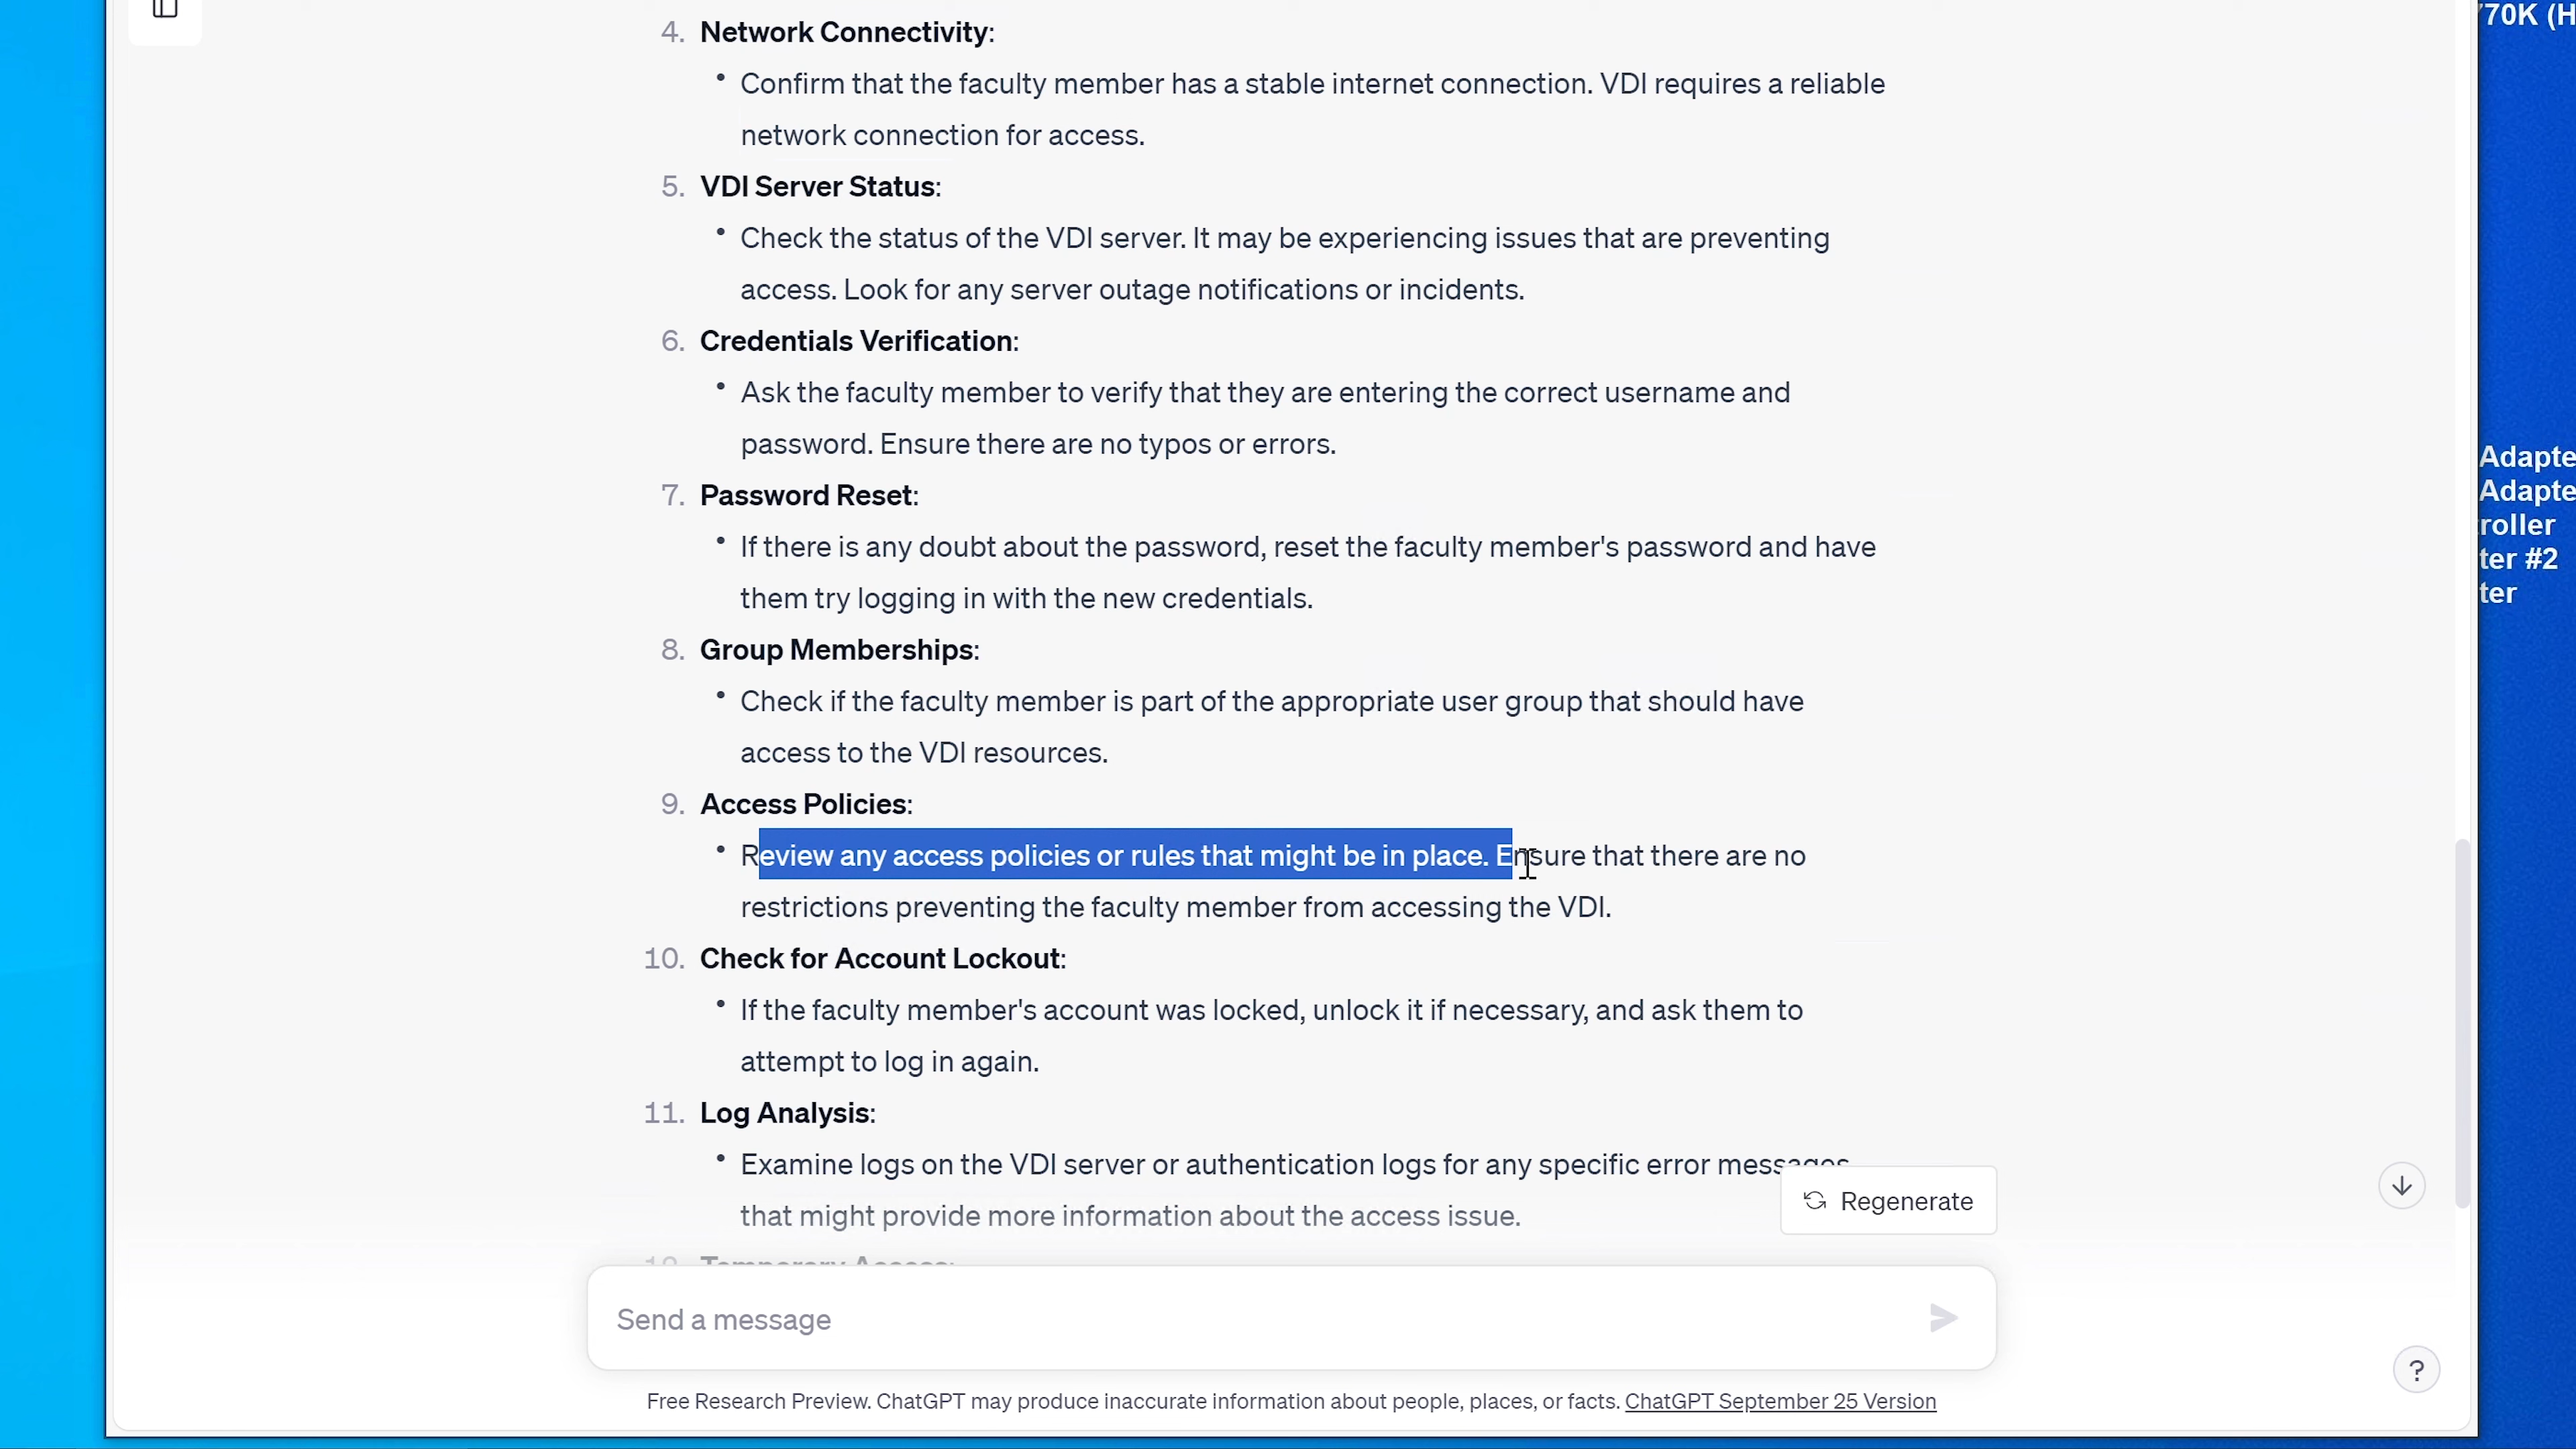 4. Network Connectivity:
• Confirm that the faculty member has a stable internet connection. VDI requires a reliable
network connection for access.
5. VDI Server Status:
• Check the status of the VDI server. It may be experiencing issues that are preventing
access. Look for any server outage notifications or incidents.
6. Credentials Verification:
• Ask the faculty member to verify that they are entering the correct username and
password. Ensure there are no typos or errors.
7. Password Reset:
• If there is any doubt about the password, reset the faculty member's password and have
them try logging in with the new credentials.
8. Group Memberships:
• Check if the faculty member is part of the appropriate user group that should have
access to the VDI resources.
9. Access Policies:
• Review any access policies or rules that might be in place. Ensure that there are no
restrictions preventing the faculty member from accessing the VDI.
10. Check for Account Lockout:
• If the faculty member's account was locked, unlock it if necessary, and ask them to
attempt to log in again.
11. Log Analysis:
• Examine logs on the VDI server or authentication logs for any specific error messages
that might provide more information about the access issue.
12. Temporary Access:
Regenerate
Send a message
?
Free Research Preview. ChatGPT may produce inaccurate information about people, places, or facts. ChatGPT September 25 Version
70K (H
Adapte
Adapte
roller
ter #2
ter